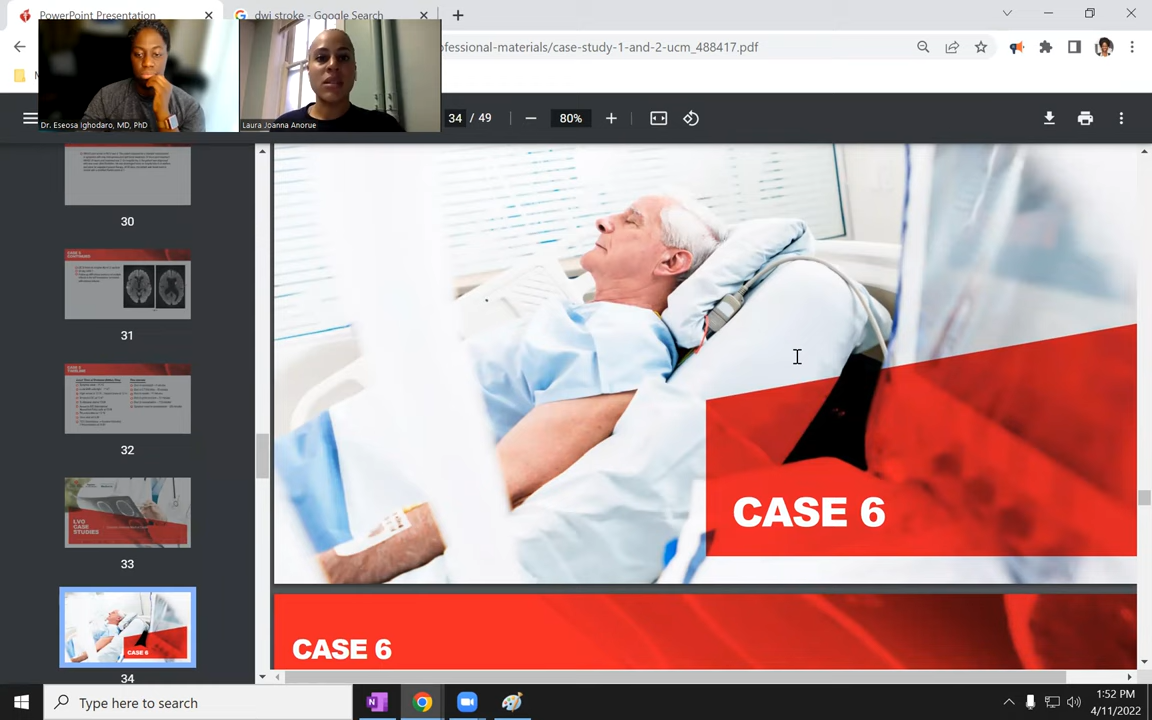 PowerPoint Presentation
dwi stroke - Google Search
ofessional-materials/case-study-1-and-2-ucm_488417.pdf
Dr. Eseosa Ighodaro, MD, PhD
Laura Joanna Anorue
34 / 49
80%
30
31
32
LVO
CASE
STUDIES
33
CASE 6
34
CASE 6
CASE 6
Type here to search
1:52 PM
4/11/2022